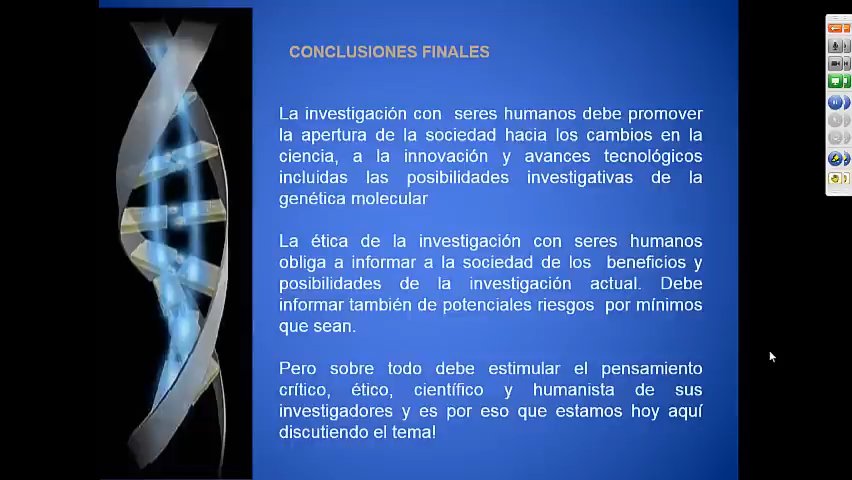 CONCLUSIONES FINALES
La investigación con seres humanos debe promover
la apertura de la sociedad hacia los cambios en la
ciencia, a la innovación y avances tecnológicos
incluidas las posibilidades investigativas de la
genética molecular
La ética de la investigación con seres humanos
obliga a informar a la sociedad de los beneficios y
posibilidades de la investigación actual. Debe
informar también de potenciales riesgos por mínimos
que sean.
Pero sobre todo debe estimular el pensamiento
crítico, ético, científico y humanista de sus
investigadores y es por eso que estamos hoy aquí
discutiendo el tema!